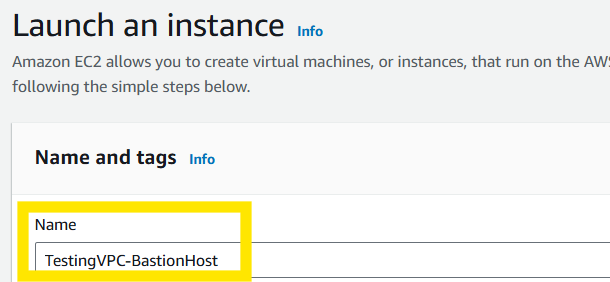 Launch an instance Info
Amazon EC2 allows you to create virtual machines, or instances, that run on the AWS
following the simple steps below.
Name and tags Info
Name
TestingVPC-BastionHost